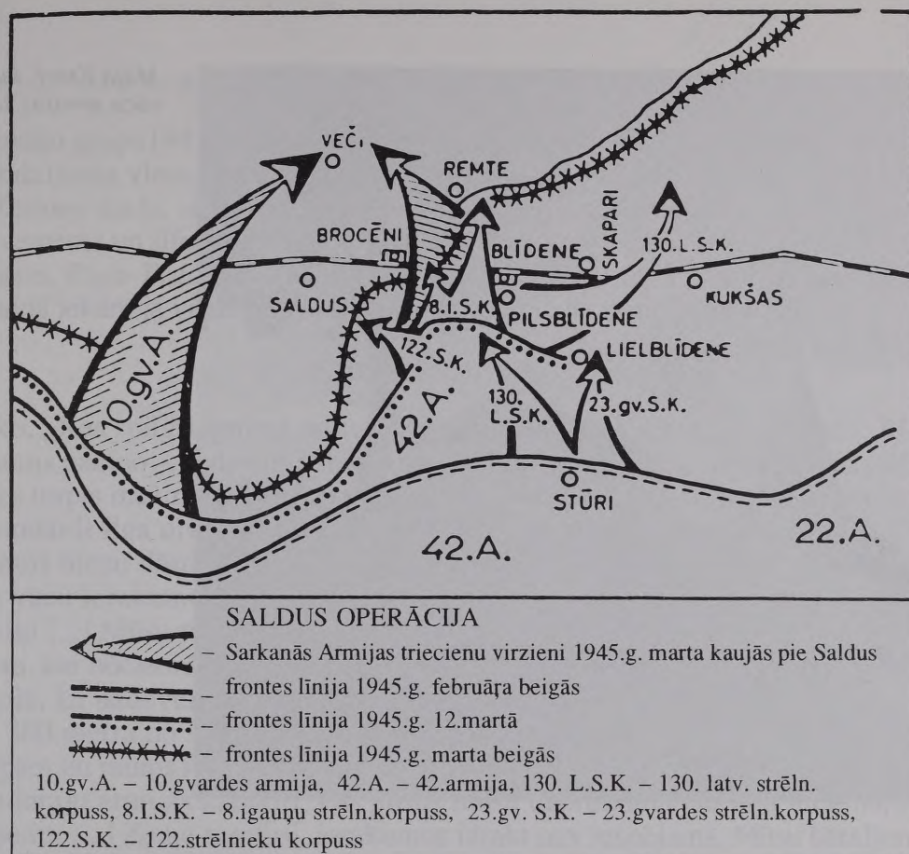 VEČI
REMTE
BROCĒNI
BLĪDENE
SKAPARI
130.L.S.K.
SALDUS
8.I.S.K.
PILSBLĪDENE
KUKŠAS
122.S.K.
LIELBLĪDENE
10.gv.A.
42.A.
130.
L.S.K.
23.gv.S.K.
STŪRI
42.A.
22.A.
SALDUS OPERĀCIJA
– Sarkanās Armijas triecienu virzieni 1945.g. marta kaujās pie Saldus
– frontes līnija 1945.g. februāŗa beigās
– frontes līnija 1945.g. 12.martā
– frontes līnija 1945.g. marta beigās
10.gv.A. – 10.gvardes armija, 42.A. – 42.armija, 130. L.S.K. – 130. latv. strēln.
korpuss, 8.I.S.K. – 8.igauņu strēln.korpuss, 23.gv. S.K. – 23.gvardes strēln.korpuss,
122.S.K. – 122.strēlnieku korpuss